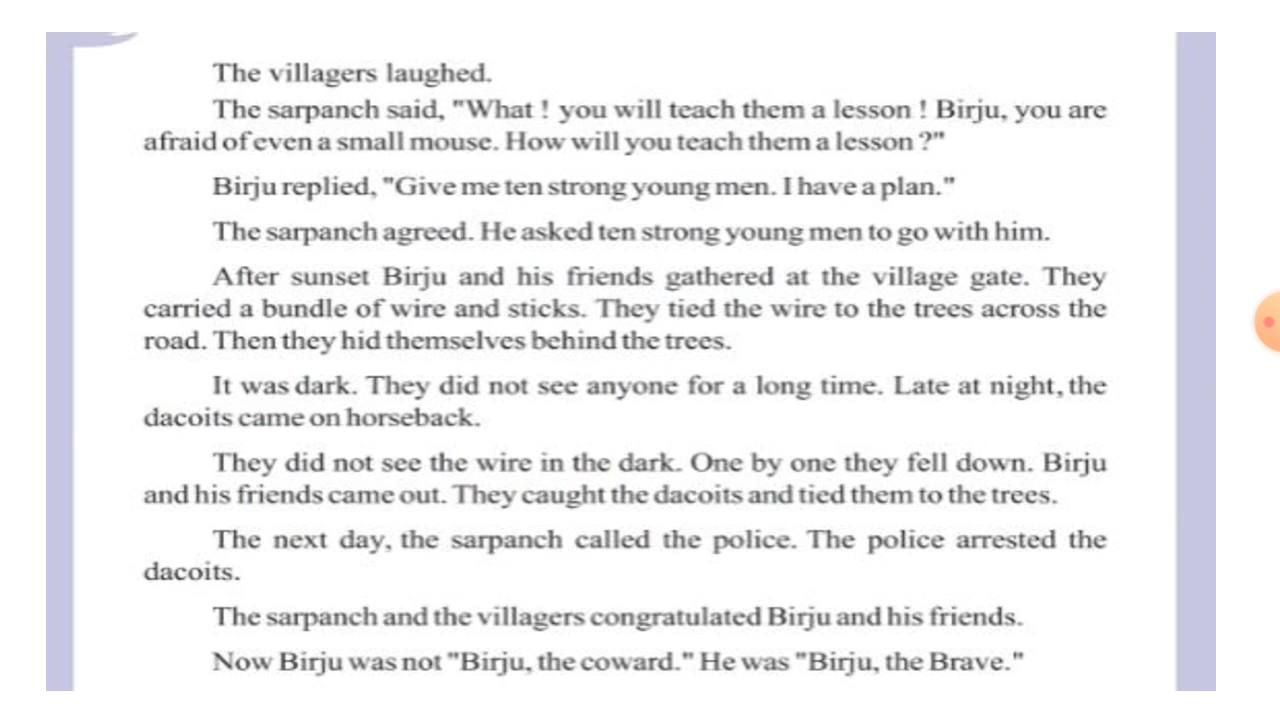 The villagers laughed.
The sarpanch said, "What ! you will teach them a lesson ! Birju, you are
afraid of even a small mouse. How will you teach them a lesson ?"
Birju replied, "Give me ten strong young men. I have a plan."
The sarpanch agreed. He asked ten strong young men to go with him.
After sunset Birju and his friends gathered at the village gate. They
carried a bundle of wire and sticks. They tied the wire to the trees across the
road. Then they hid themselves behind the trees.
It was dark. They did not see anyone for a long time. Late at night, the
dacoits came on horseback.
They did not see the wire in the dark. One by one they fell down. Birju
and his friends came out. They caught the dacoits and tied them to the trees.
The next day, the sarpanch called the police. The police arrested the
dacoits.
The sarpanch and the villagers congratulated Birju and his friends.
Now Birju was not "Birju, the coward." He was "Birju, the Brave."